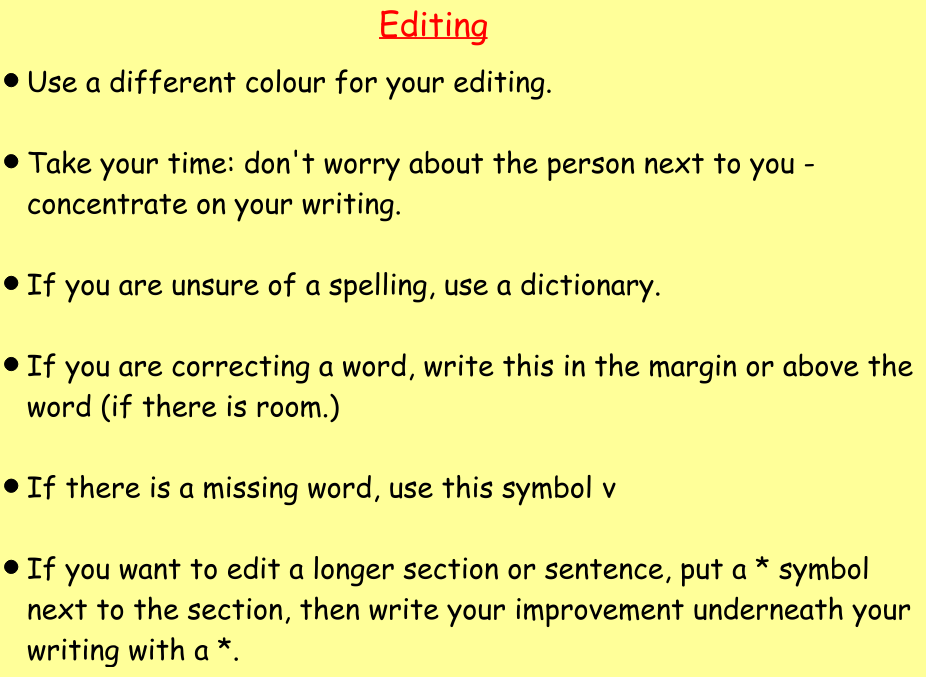 Editing
• Use a different colour for your editing.
• Take your time: don't worry about the person next to you -
concentrate on your writing.
• If you are unsure of a spelling, use a dictionary.
• If you are correcting a word, write this in the margin or above the
word (if there is room.)
• If there is a missing word, use this symbol v
• If you want to edit a longer section or sentence, put a * symbol
next to the section, then write your improvement underneath your
writing with a *.